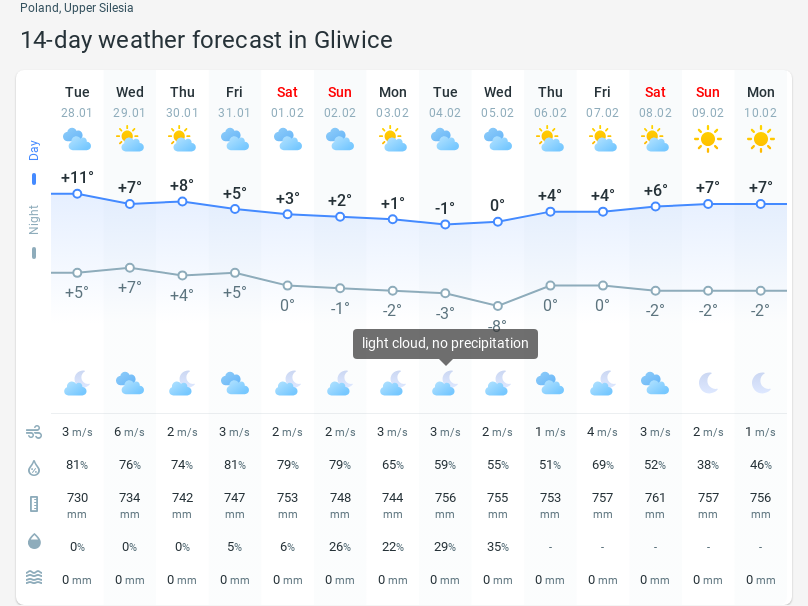 Poland, Upper Silesia
14-day weather forecast in Gliwice
Tue Wed Thu Fri Sat Sun Mon Tue Wed Thu Fri Sat Sun Mon
28.01 29.01 30.01 31.01 01.02 02.02 03.02 04.02 05.02 06.02 07.02 08.02 09.02 10.02
Day
+11° +7° +8° +5° +3° +2° +1° -1° 0° +4° +4° +6° +7° +7°
Night
+5° +7° +4° +5° 0° -1° -2° -3° -8° 0° 0° -2° -2° -2°
light cloud, no precipitation
3 m/s 6 m/s 2 m/s 3 m/s 2 m/s 2 m/s 3 m/s 3 m/s 2 m/s 1 m/s 4 m/s 3 m/s 2 m/s 1 m/s
81% 76% 74% 81% 79% 79% 65% 59% 55% 51% 69% 52% 38% 46%
730 734 742 747 753 748 744 756 755 753 757 761 757 756
mm mm mm mm mm mm mm mm mm mm mm mm mm mm
0% 0% 0% 5% 6% 26% 22% 29% 35% - - - - -
0 mm 0 mm 0 mm 0 mm 0 mm 0 mm 0 mm 0 mm 0 mm 0 mm 0 mm 0 mm 0 mm 0 mm